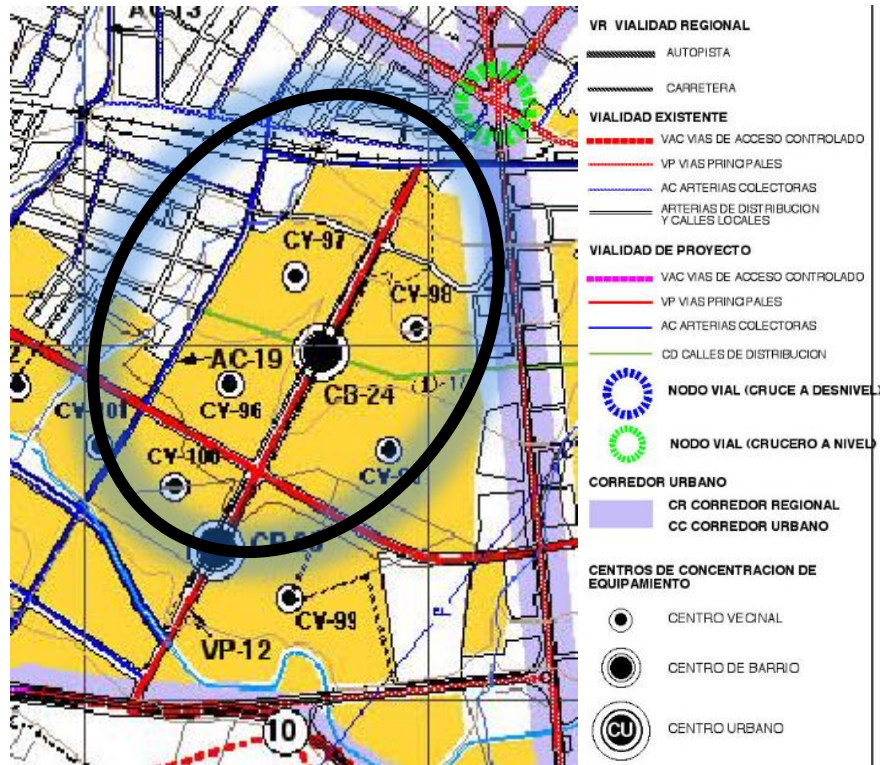 AC-13
CV-97
CV-98
AC-19
CB-24
CV-96
CV-101
CV-100
CV-99
VP-12
10
VR VIALIDAD REGIONAL
AUTOPISTA
CARRETERA
VIALIDAD EXISTENTE
VAC VIAS DE ACCESO CONTROLADO
VP VIAS PRINCIPALES
AC ARTERIAS COLECTORAS
ARTERIAS DE DISTRIBUCION
Y CALLES LOCALES
VIALIDAD DE PROYECTO
VAC VIAS DE ACCESO CONTROLADO
VP VIAS PRINCIPALES
AC ARTERIAS COLECTORAS
CD CALLES DE DISTRIBUCION
NODO VIAL (CRUCE A DESNIVEL)
NODO VIAL (CRUCERO A NIVEL)
CORREDOR URBANO
CR CORREDOR REGIONAL
CC CORREDOR URBANO
CENTROS DE CONCENTRACION DE
EQUIPAMIENTO
CENTRO VECINAL
CENTRO DE BARRIO
CU
CENTRO URBANO